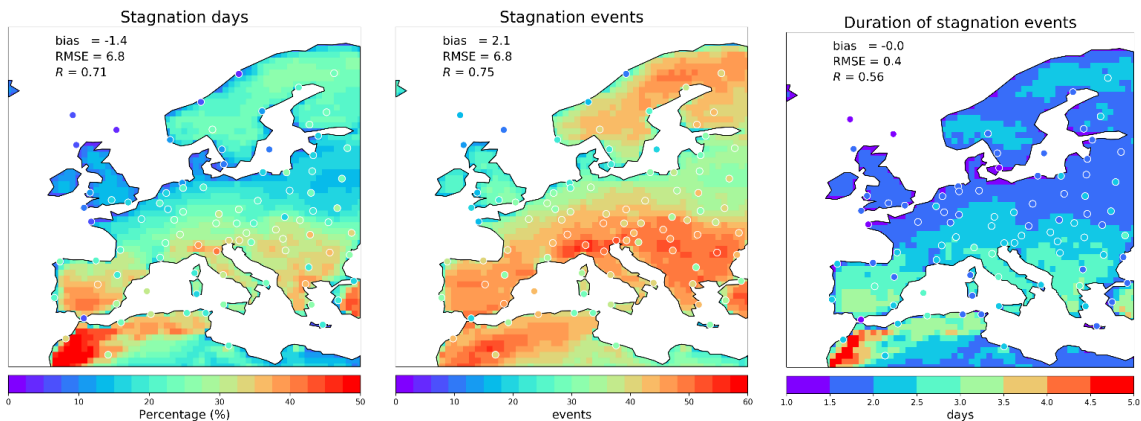 Stagnation days
bias = -1.4
RMSE = 6.8
R = 0.71
0 10 20 30 40 50
Percentage (%)
Stagnation events
bias = 2.1
RMSE = 6.8
R = 0.75
0 10 20 30 40 50 60
events
Duration of stagnation events
bias = -0.0
RMSE = 0.4
R = 0.56
1.0 1.5 2.0 2.5 3.0 3.5 4.0 4.5 5.0
days